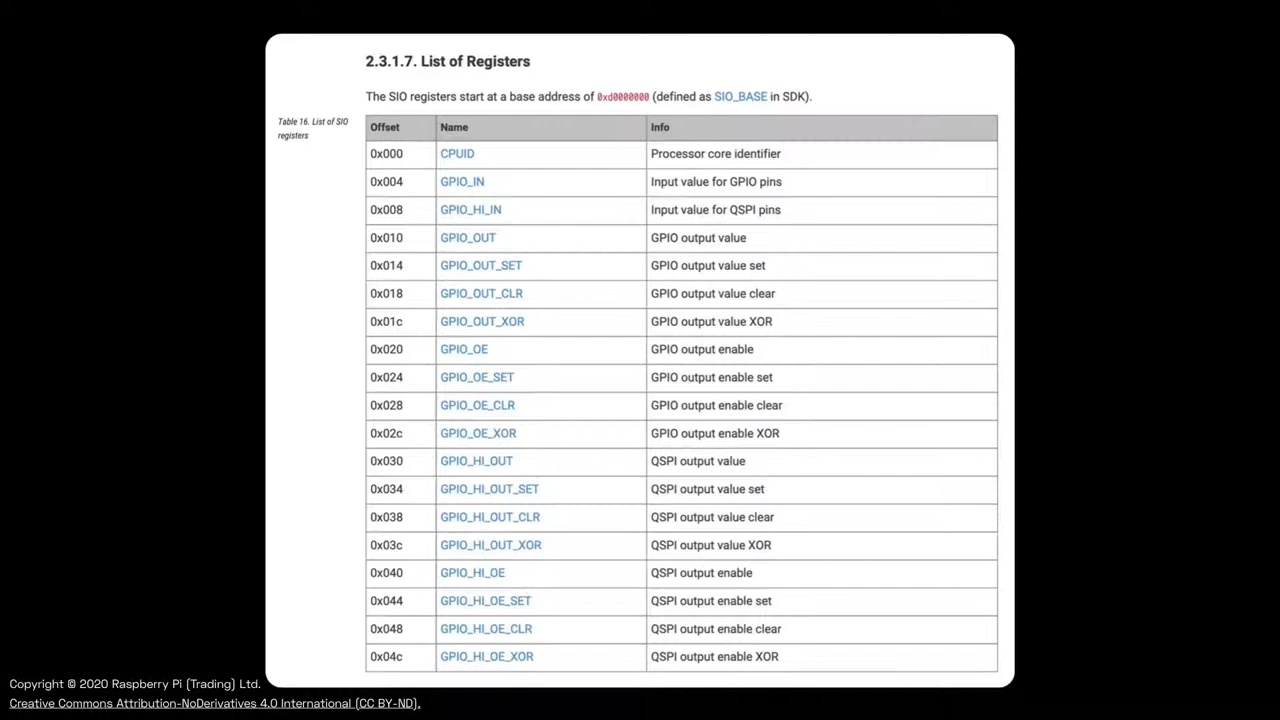 2.3.1.7. List of Registers
The SIO registers start at a base address of 0xd0000000 (defined as SIO_BASE in SDK).
Table 16. List of SIO
registers
Offset Name Info
0x000 CPUID Processor core identifier
0x004 GPIO_IN Input value for GPIO pins
0x008 GPIO_HI_IN Input value for QSPI pins
0x010 GPIO_OUT GPIO output value
0x014 GPIO_OUT_SET GPIO output value set
0x018 GPIO_OUT_CLR GPIO output value clear
0x01c GPIO_OUT_XOR GPIO output value XOR
0x020 GPIO_OE GPIO output enable
0x024 GPIO_OE_SET GPIO output enable set
0x028 GPIO_OE_CLR GPIO output enable clear
0x02c GPIO_OE_XOR GPIO output enable XOR
0x030 GPIO_HI_OUT QSPI output value
0x034 GPIO_HI_OUT_SET QSPI output value set
0x038 GPIO_HI_OUT_CLR QSPI output value clear
0x03c GPIO_HI_OUT_XOR QSPI output value XOR
0x040 GPIO_HI_OE QSPI output enable
0x044 GPIO_HI_OE_SET QSPI output enable set
0x048 GPIO_HI_OE_CLR QSPI output enable clear
0x04c GPIO_HI_OE_XOR QSPI output enable XOR
Copyright © 2020 Raspberry Pi (Trading) Ltd.
Creative Commons Attribution-NoDerivatives 4.0 International (CC BY-ND).